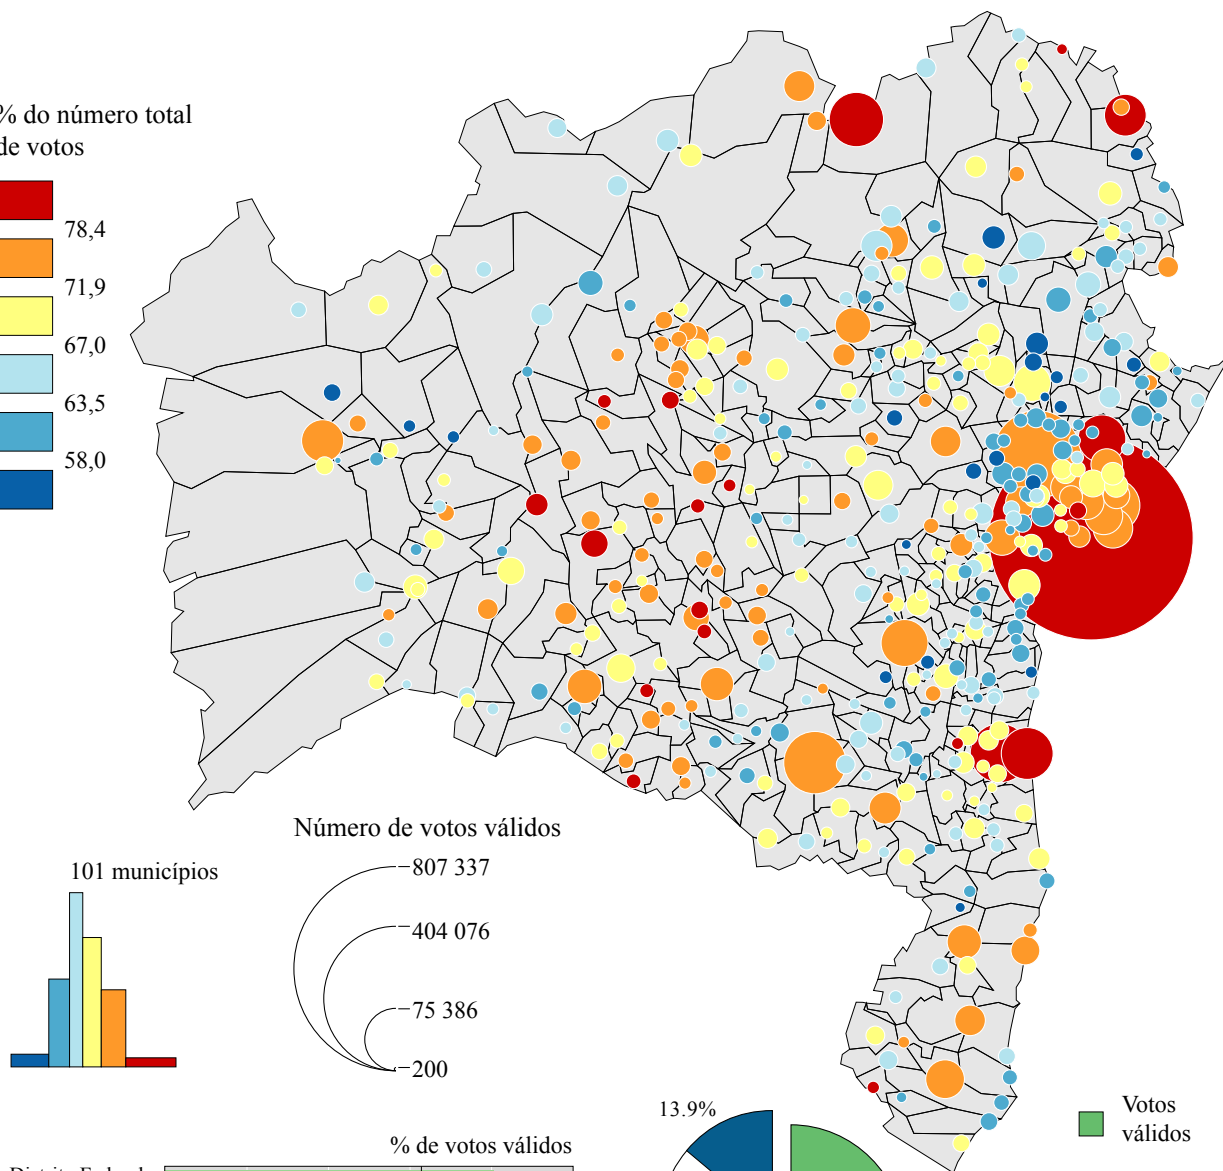 % do número total
de votos
78,4
71,9
67,0
63,5
58,0
Número de votos válidos
807 337
404 076
75 386
200
101 municípios
13.9%
Votos
válidos
% de votos válidos